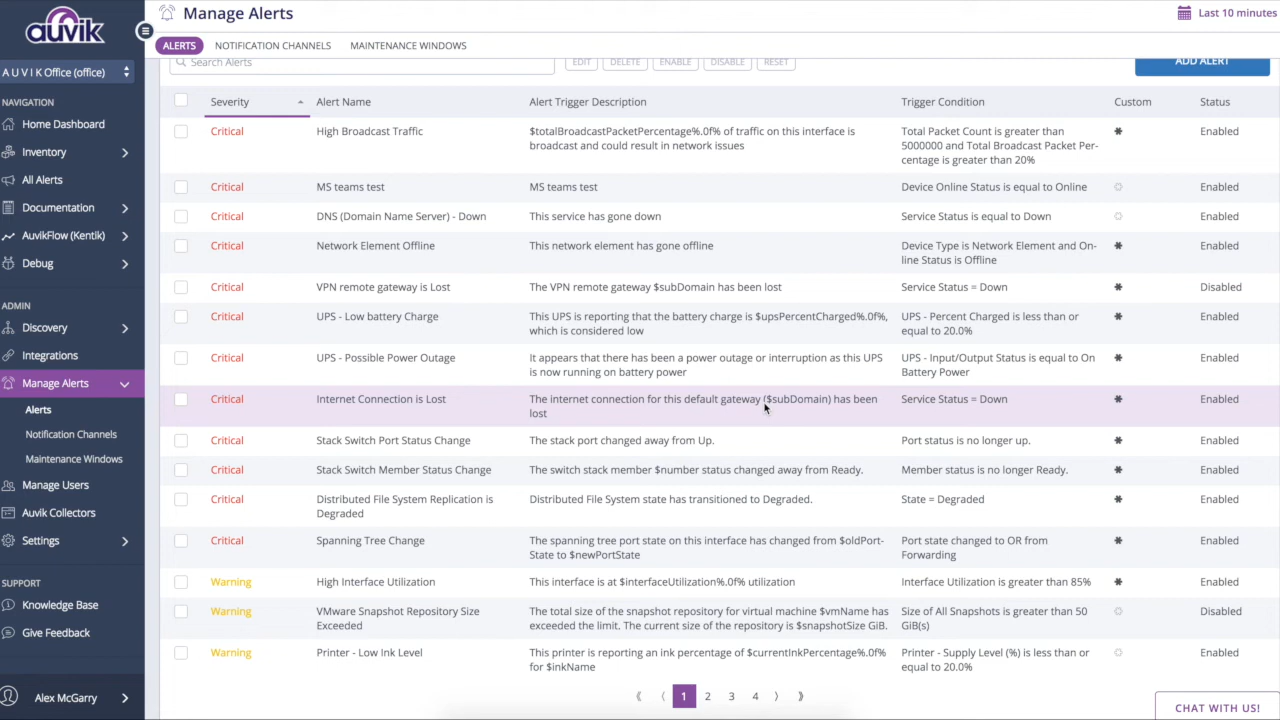 auvik
A U V I K Office (office)
NAVIGATION
Home Dashboard
Inventory
All Alerts
Documentation
AuvikFlow (Kentik)
Debug
ADMIN
Discovery
Integrations
Manage Alerts
Alerts
Notification Channels
Maintenance Windows
Manage Users
Auvik Collectors
Settings
SUPPORT
Knowledge Base
Give Feedback
Alex McGarry
Manage Alerts
Last 10 minutes
ALERTS NOTIFICATION CHANNELS MAINTENANCE WINDOWS
Search Alerts EDIT DELETE ENABLE DISABLE RESET ADD ALERT
Severity Alert Name Alert Trigger Description Trigger Condition Custom Status
Critical High Broadcast Traffic $totalBroadcastPacketPercentage%.0f% of traffic on this interface is Total Packet Count is greater than Enabled
broadcast and could result in network issues 5000000 and Total Broadcast Packet Per-
centage is greater than 20%
Critical MS teams test MS teams test Device Online Status is equal to Online Enabled
Critical DNS (Domain Name Server) - Down This service has gone down Service Status is equal to Down Enabled
Critical Network Element Offline This network element has gone offline Device Type is Network Element and On- Enabled
line Status is Offline
Critical VPN remote gateway is Lost The VPN remote gateway $subDomain has been lost Service Status = Down Disabled
Critical UPS - Low battery Charge This UPS is reporting that the battery charge is $upsPercentCharged%.0f%, UPS - Percent Charged is less than or Enabled
which is considered low equal to 20.0%
Critical UPS - Possible Power Outage It appears that there has been a power outage or interruption as this UPS UPS - Input/Output Status is equal to On Enabled
is now running on battery power Battery Power
Critical Internet Connection is Lost The internet connection for this default gateway ($subDomain) has been Service Status = Down Enabled
lost
Critical Stack Switch Port Status Change The stack port changed away from Up. Port status is no longer up. Enabled
Critical Stack Switch Member Status Change The switch stack member $number status changed away from Ready. Member status is no longer Ready. Enabled
Critical Distributed File System Replication is Distributed File System state has transitioned to Degraded. State = Degraded Enabled
Degraded
Critical Spanning Tree Change The spanning tree port state on this interface has changed from $oldPort- Port state changed to OR from Enabled
State to $newPortState Forwarding
Warning High Interface Utilization This interface is at $interfaceUtilization%.0f% utilization Interface Utilization is greater than 85% Enabled
Warning VMware Snapshot Repository Size The total size of the snapshot repository for virtual machine $vmName has Size of All Snapshots is greater than 50 Disabled
Exceeded exceeded the limit. The current size of the repository is $snapshotSize GiB. GiB(s)
Warning Printer - Low Ink Level This printer is reporting an ink percentage of $currentInkPercentage%.0f% Printer - Supply Level (%) is less than or Enabled
for $inkName equal to 20.0%
1 2 3 4
CHAT WITH US!